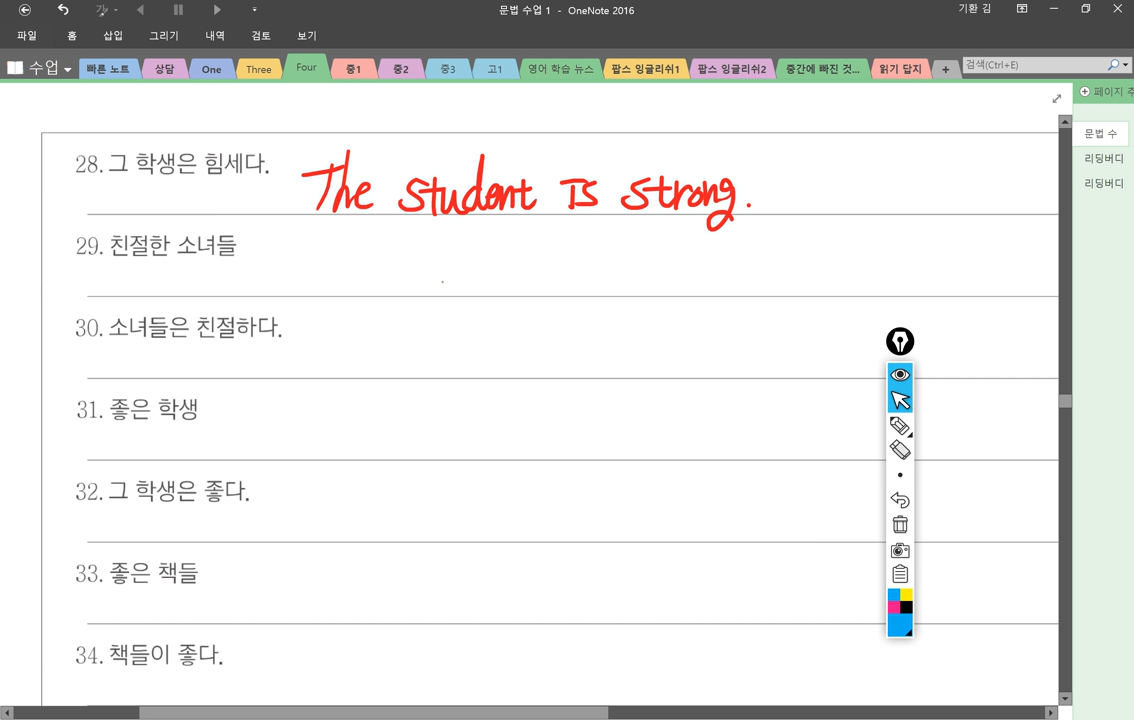 문법 수업 1 - OneNote 2016
기환 김
파일 홈 삽입 그리기 내역 검토 보기
수업 빠른 노트 상담 One Three Four 중1 중2 중3 고1 영어 학습 뉴스 팝스 잉글리쉬1 팝스 잉글리쉬2 중간에 빠진 것... 읽기 답지 + 검색(Ctrl+E)
페이지 추
문법 수
리딩버디
리딩버디
28. 그 학생은 힘세다. The student is strong.
29. 친절한 소녀들
30. 소녀들은 친절하다.
31. 좋은 학생
32. 그 학생은 좋다.
33. 좋은 책들
34. 책들이 좋다.